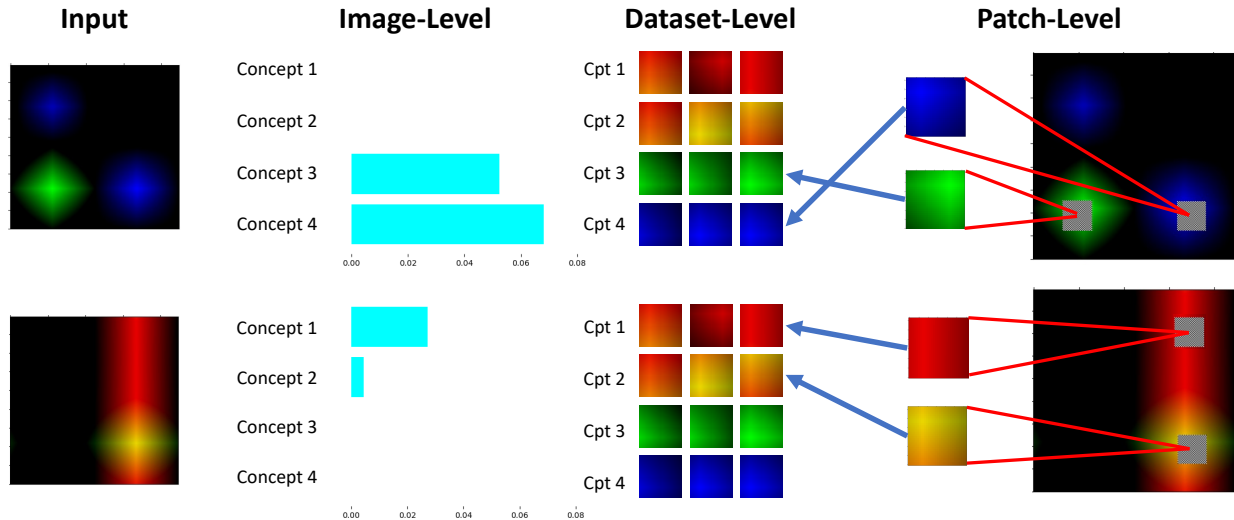 Input Image-Level Dataset-Level Patch-Level
Concept 1
Concept 2
Concept 3
Concept 4
0.00 0.02 0.04 0.06 0.08
Cpt 1
Cpt 2
Cpt 3
Cpt 4
Concept 1
Concept 2
Concept 3
Concept 4
0.00 0.02 0.04 0.06 0.08
Cpt 1
Cpt 2
Cpt 3
Cpt 4